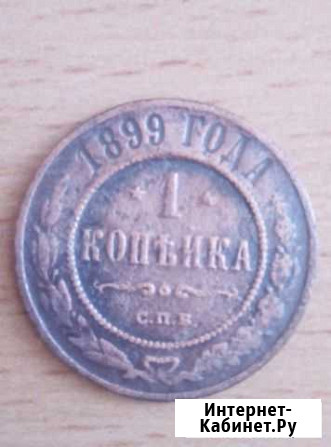 1899 ГОДА
1
КОПѢЙКА
С.П.Б.
Интернет-
Кабинет.Ру